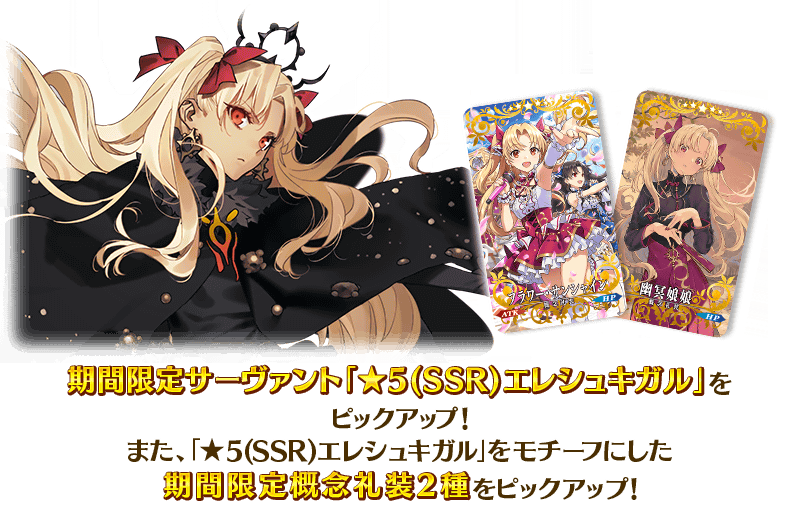 フラワー・サンシャイン
ATK
HP
幽冥娘娘
HP
期間限定サーヴァント「★5(SSR)エレシュキガル」を
ピックアップ!
また、「★5(SSR)エレシュキガル」をモチーフにした
期間限定概念礼装2種をピックアップ!